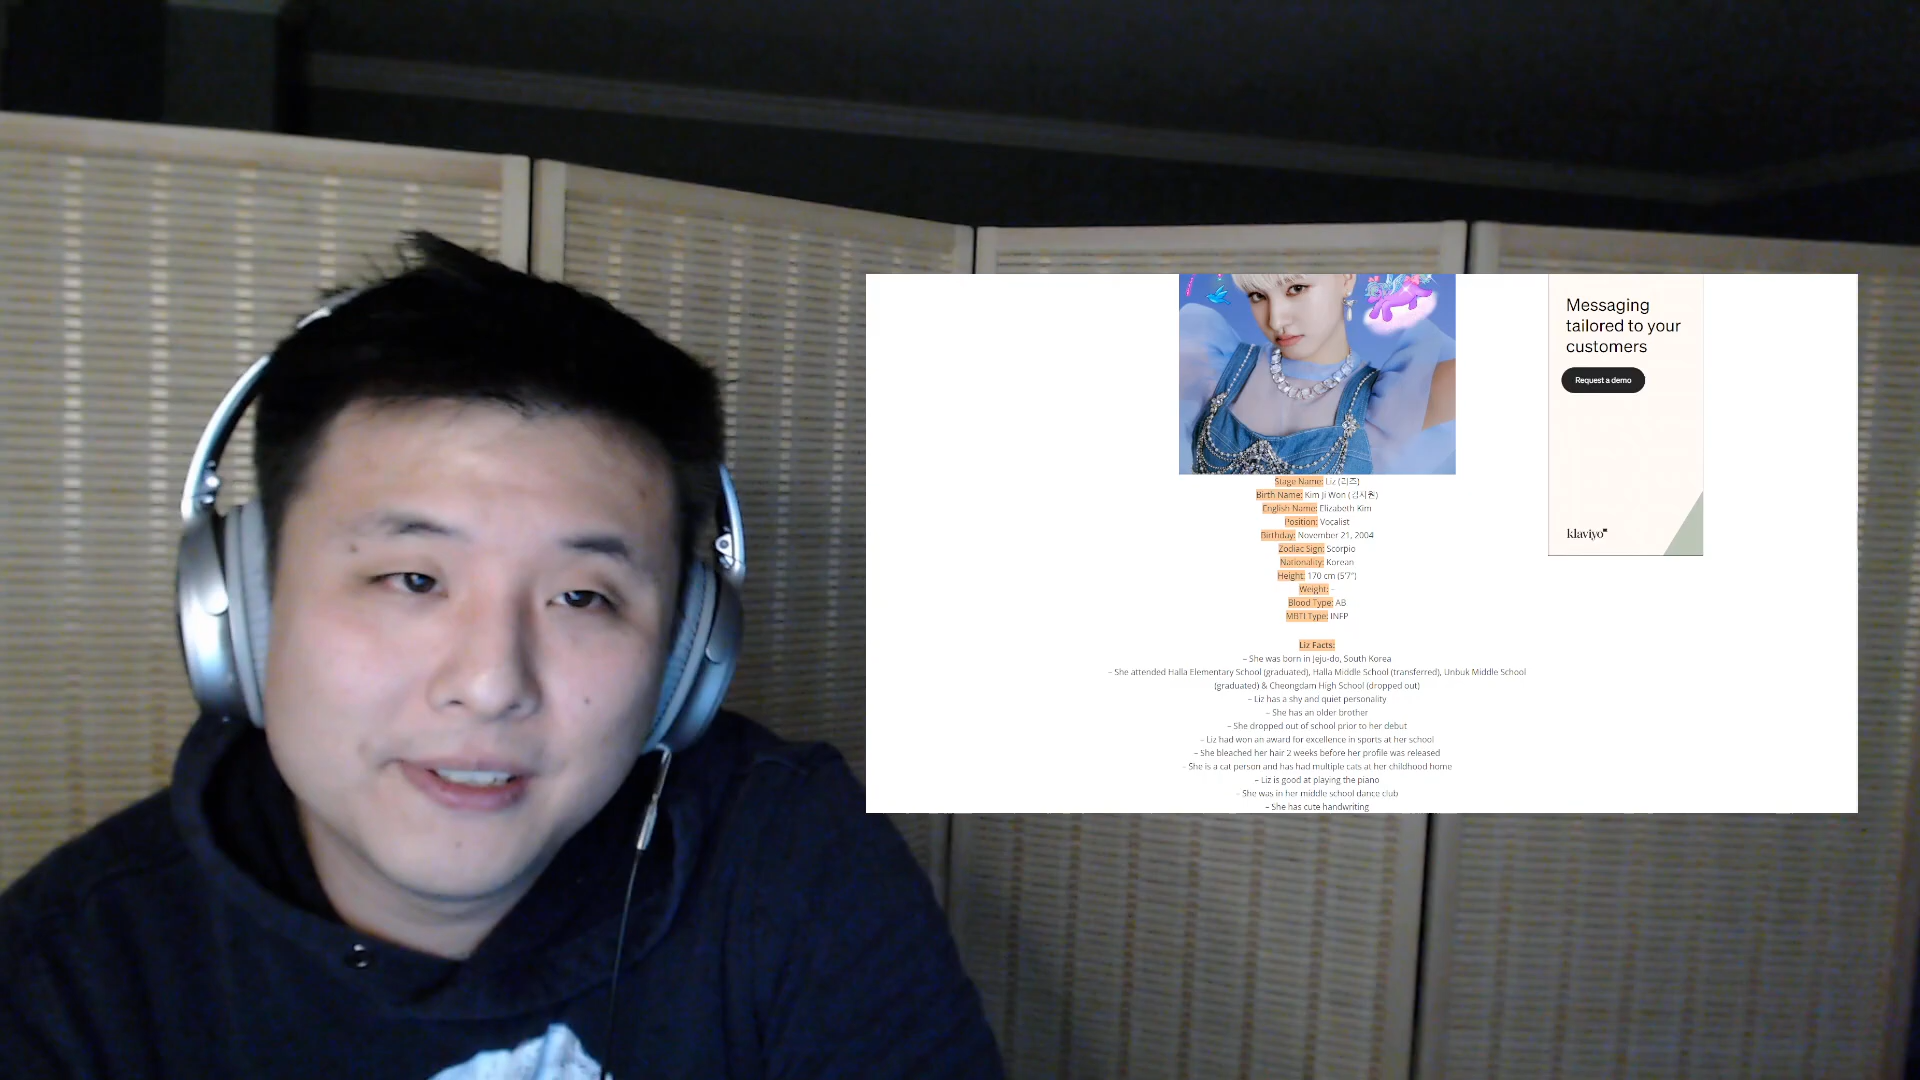 Messaging
tailored to your
customers
Request a demo
klaviyo
Stage Name: Liz (리즈)
Birth Name: Kim Ji Won (김지원)
English Name: Elizabeth Kim
Position: Vocalist
Birthday: November 21, 2004
Zodiac Sign: Scorpio
Nationality: Korean
Height: 170 cm (5'7")
Weight: –
Blood Type: AB
MBTI Type: INFP
Liz Facts:
– She was born in Jeju-do, South Korea
– She attended Halla Elementary School (graduated), Halla Middle School (transferred), Unbuk Middle School
(graduated) & Cheongdam High School (dropped out)
– Liz has a shy and quiet personality
– She has an older brother
– She dropped out of school prior to her debut
– Liz had won an award for excellence in sports at her school
– She bleached her hair 2 weeks before her profile was released
– She is a cat person and has had multiple cats at her childhood home
– Liz is good at playing the piano
– She was in her middle school dance club
– She has cute handwriting